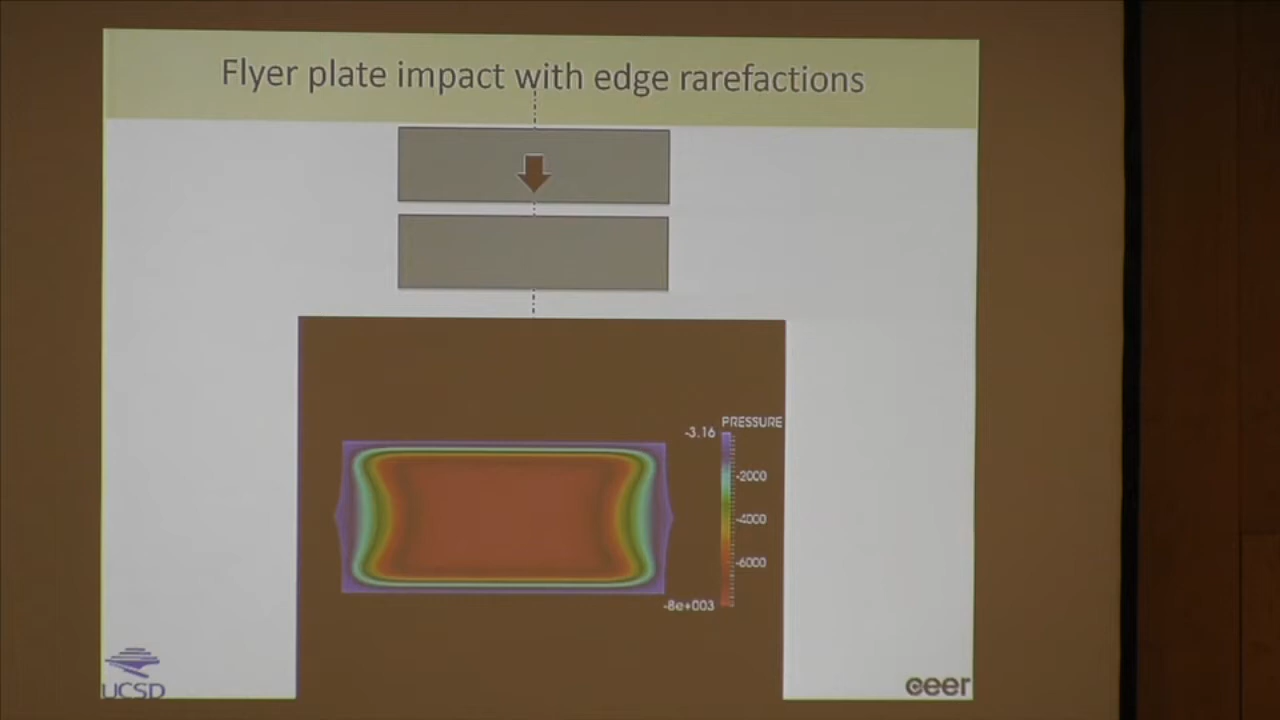 Flyer plate impact with edge rarefactions
PRESSURE
-3.16
-2000
-4000
-6000
-8e+003
UCSD
ceer